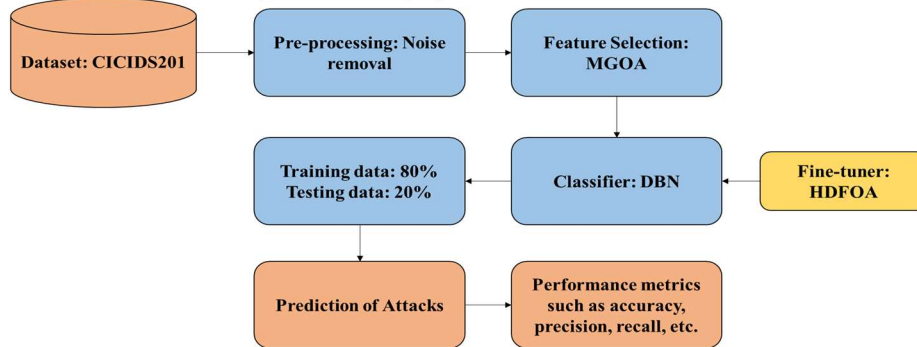 Dataset: CICIDS201
Pre-processing: Noise
removal
Feature Selection:
MGOA
Training data: 80%
Testing data: 20%
Classifier: DBN
Fine-tuner:
HDFOA
Prediction of Attacks
Performance metrics
such as accuracy,
precision, recall, etc.